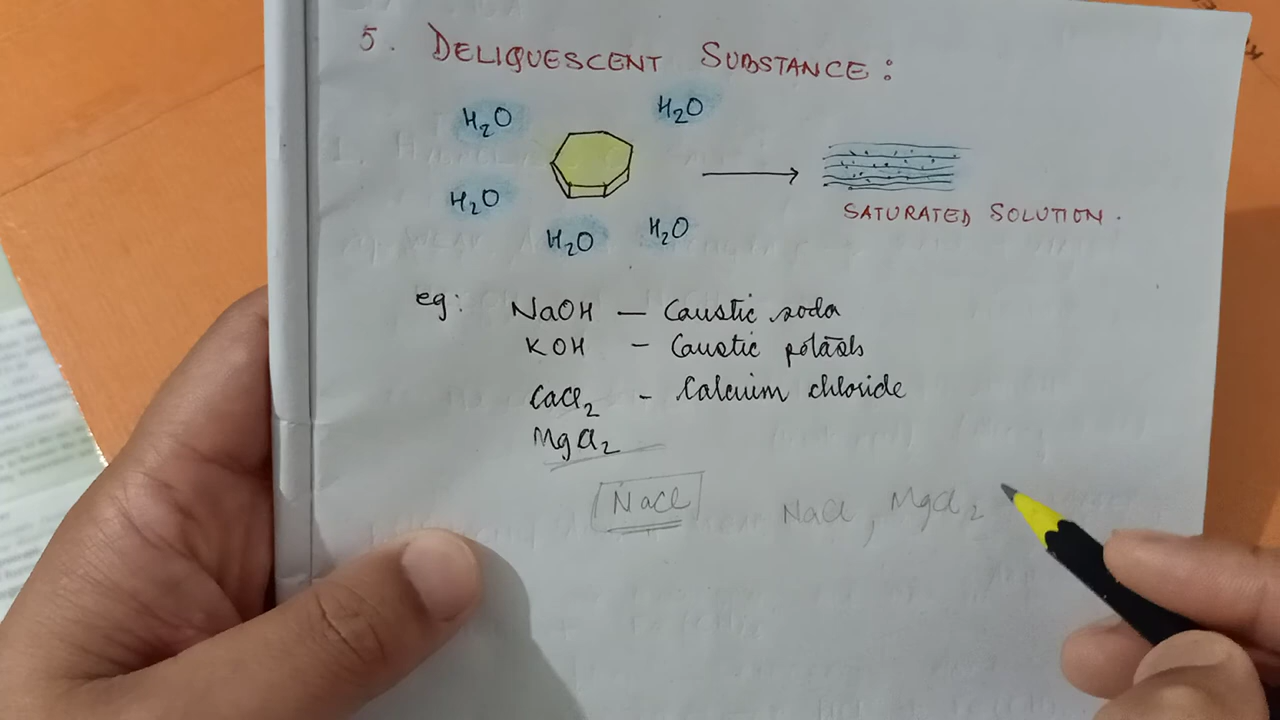 5. DELIQUESCENT SUBSTANCE:
H2O H2O
H2O
H2O H2O
SATURATED SOLUTION.
eg: NaOH — Caustic soda
KOH – Caustic potash
CaCl2 – Calcium chloride
MgCl2
NaCl NaCl, MgCl2